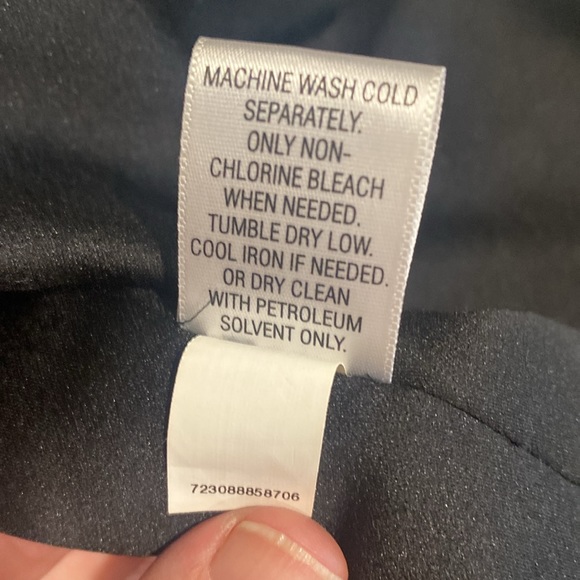 MACHINE WASH COLD
SEPARATELY.
ONLY NON-
CHLORINE BLEACH
WHEN NEEDED.
TUMBLE DRY LOW.
COOL IRON IF NEEDED.
OR DRY CLEAN
WITH PETROLEUM
SOLVENT ONLY.
723088858706